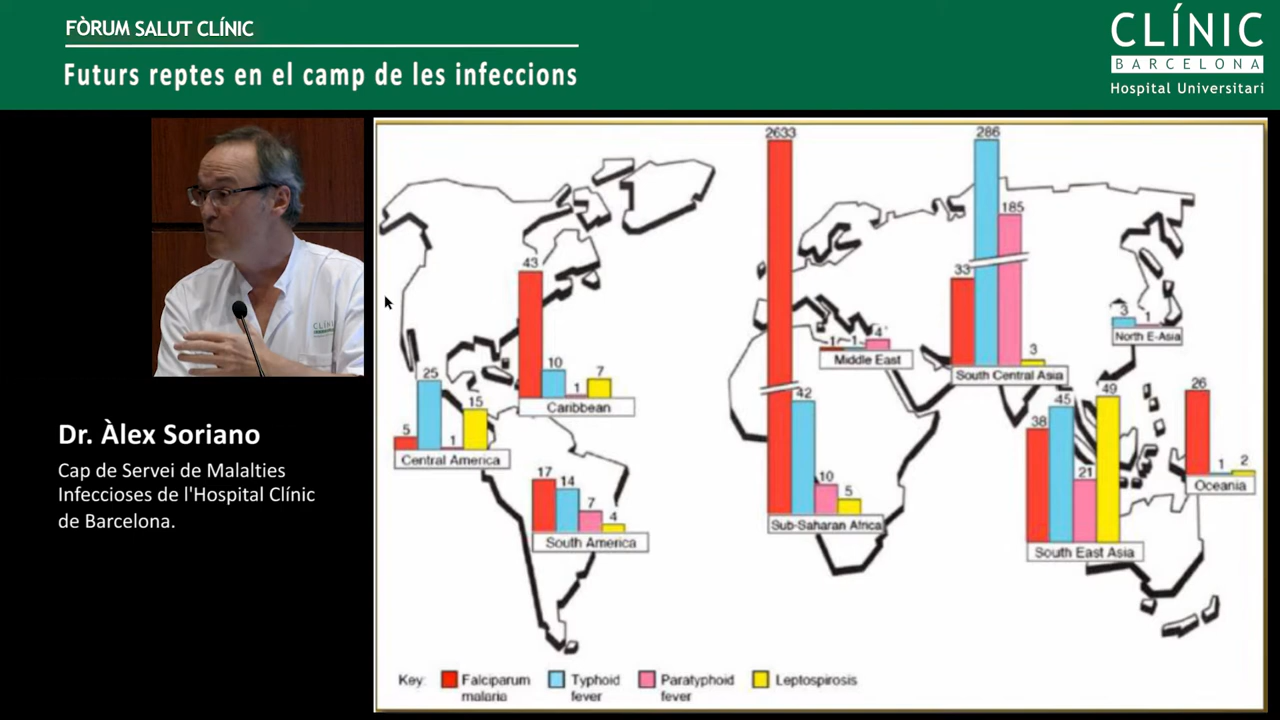 FÒRUM SALUT CLÍNIC
Futurs reptes en el camp de les infeccions
CLÍNIC
BARCELONA
Hospital Universitari
CLÍNIC
Dr. Àlex Soriano
Cap de Servei de Malalties
Infeccioses de l'Hospital Clínic
de Barcelona.
43
10
1
7
Caribbean
25
5
15
1
Central America
17
14
7
4
South America
2633
42
10
5
Sub-Saharan Africa
1
1
4
Middle East
286
185
33
3
South Central Asia
3
1
North E-Asia
38
45
21
49
South East Asia
26
1
2
Oceania
Key:
Falciparum
malaria
Typhoid
fever
Paratyphoid
fever
Leptospirosis